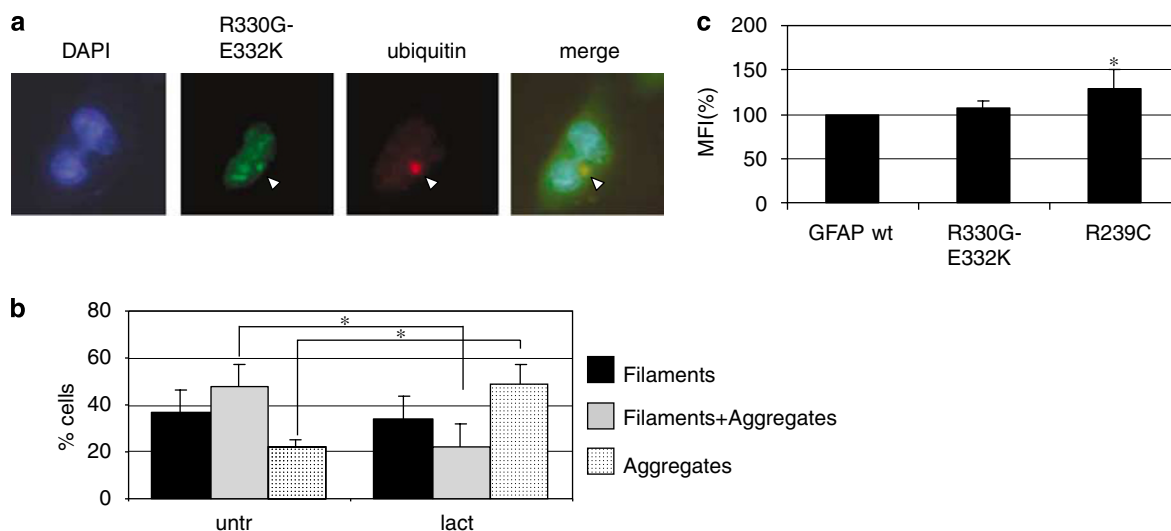 a
DAPI
R330G-
E332K
ubiquitin
merge
c
200
150
100
50
0
MFI(%)
*
GFAP wt
R330G-
E332K
R239C
b
80
60
40
20
0
% cells
*
*
untr
lact
Filaments
Filaments+Aggregates
Aggregates